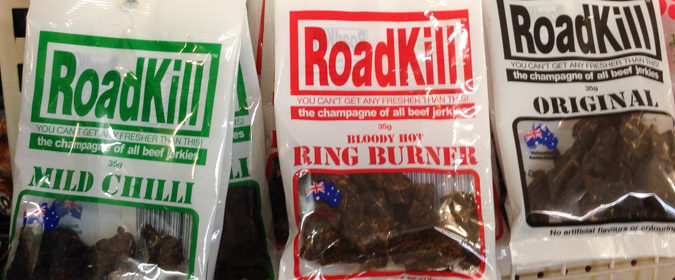 RoadKill
YOU CAN'T GET ANY FRESHER THAN THIS!
the champagne of all beef jerkies
35g
MILD CHILLI
RoadKill
YOU CAN'T GET ANY FRESHER THAN THIS!
the champagne of all beef jerkies
35g
BLOODY HOT
RING BURNER
RoadKill
YOU CAN'T GET ANY FRESHER THAN THIS!
the champagne of all beef jerkies
35g
ORIGINAL
No artificial flavours or colouring